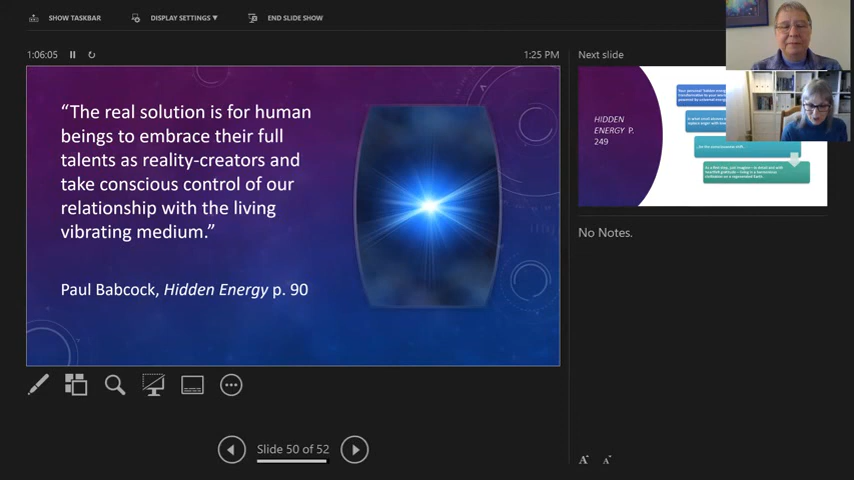 SHOW TASKBAR
DISPLAY SETTINGS ▼
END SLIDE SHOW
1:06:05
1:25 PM
Next slide
“The real solution is for human
beings to embrace their full
talents as reality-creators and
take conscious control of our
relationship with the living
vibrating medium.”
Paul Babcock, Hidden Energy p. 90
HIDDEN
ENERGY P.
249
No Notes.
Slide 50 of 52
A
A